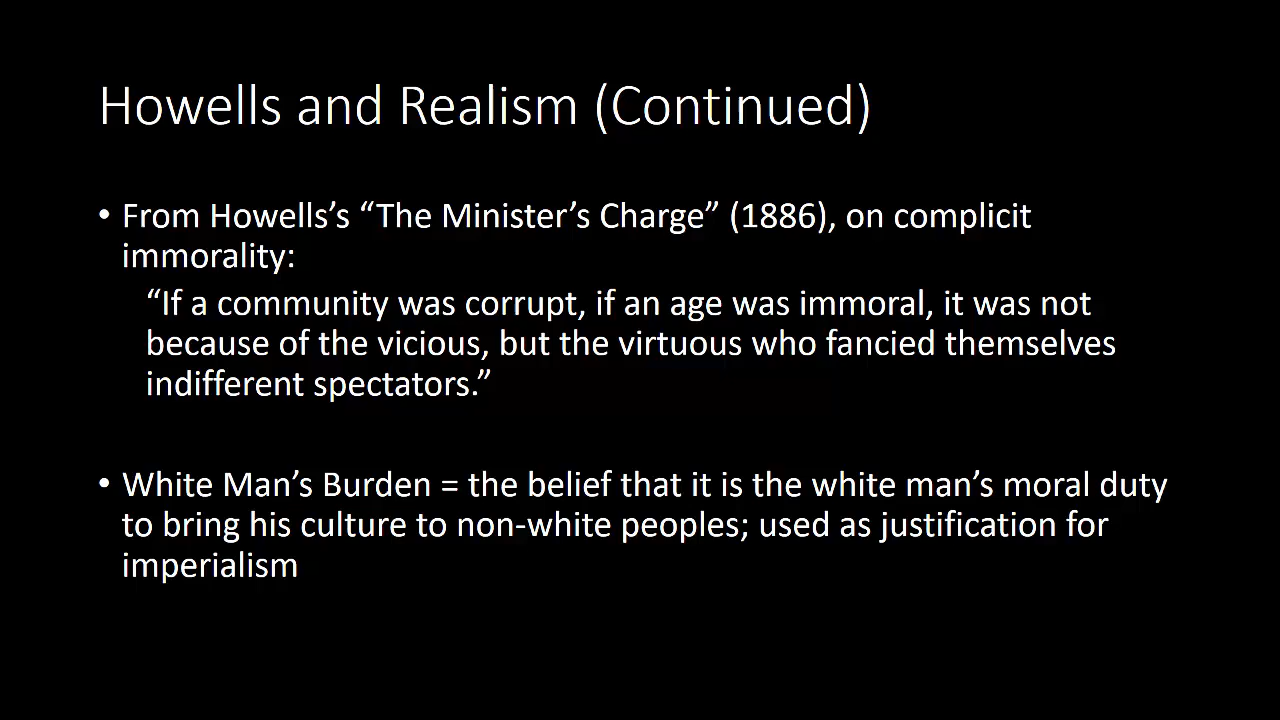 Howells and Realism (Continued)
• From Howells’s “The Minister’s Charge” (1886), on complicit
immorality:
“If a community was corrupt, if an age was immoral, it was not
because of the vicious, but the virtuous who fancied themselves
indifferent spectators.”
• White Man’s Burden = the belief that it is the white man’s moral duty
to bring his culture to non-white peoples; used as justification for
imperialism